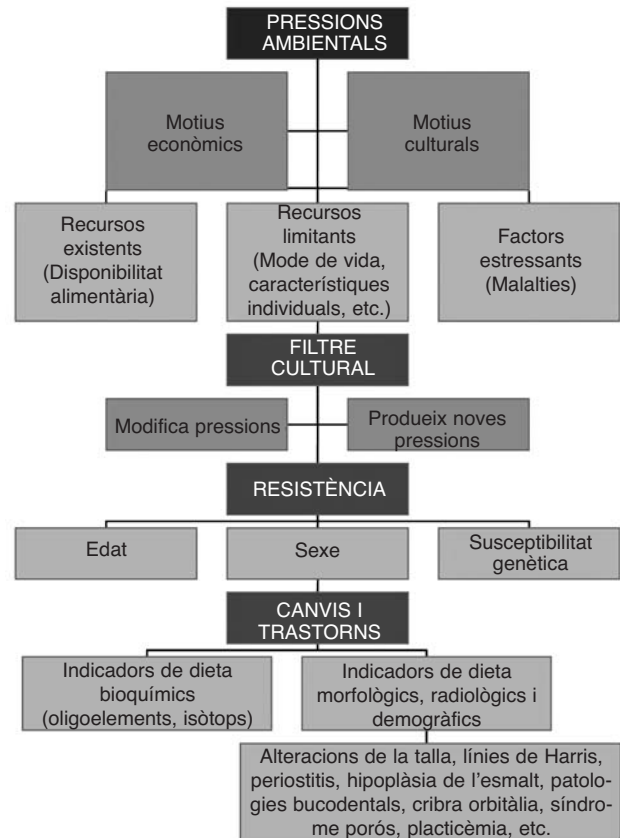 PRESSIONS
AMBIENTALS
Motius
econòmics
Motius
culturals
Recursos
existents
(Disponibilitat
alimentària)
Recursos
limitants
(Mode de vida,
característiques
individuals, etc.)
Factors
estressants
(Malalties)
FILTRE
CULTURAL
Modifica pressions
Produeix noves
pressions
RESISTÈNCIA
Edat
Sexe
Susceptibilitat
genètica
CANVIS I
TRASTORNS
Indicadors de dieta
bioquímics
(oligoelements, isòtops)
Indicadors de dieta
morfològics, radiològics i
demogràfics
Alteracions de la talla, línies de Harris,
periostitis, hipoplàsia de l'esmalt, patolo-
gies bucodentals, cribra orbitàlia, síndro-
me porós, placticèmia, etc.